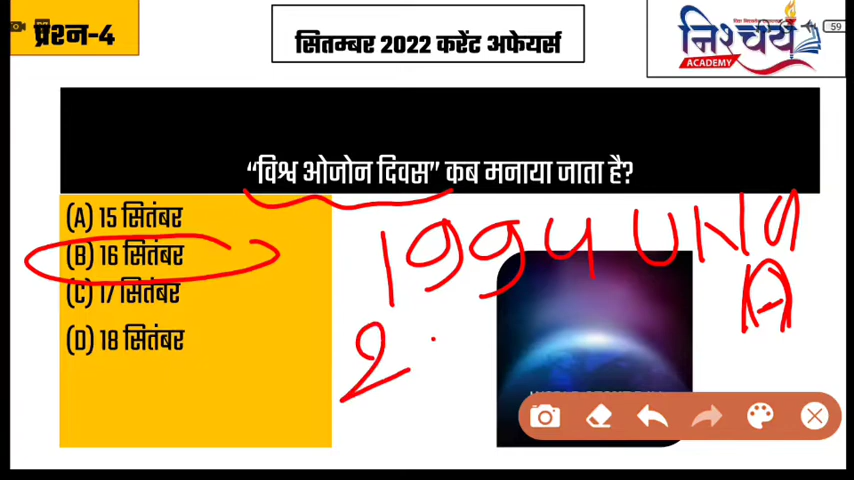 प्रश्न-4
सितम्बर 2022 करेंट अफेयर्स
निश्चय
ACADEMY
59
“विश्व ओजोन दिवस” कब मनाया जाता है?
(A) 15 सितंबर
(B) 16 सितंबर
(C) 17 सितंबर
(D) 18 सितंबर
1994 UNG
A
2